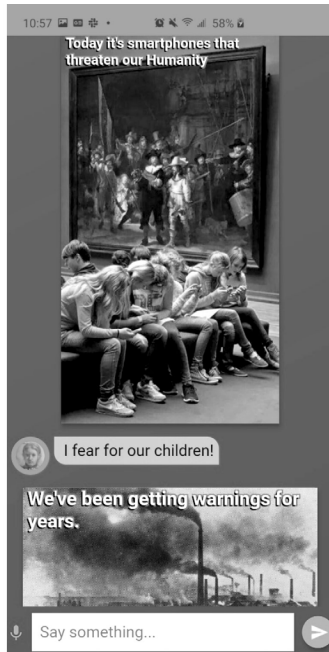 10:57 58%
Today it's smartphones that
threaten our Humanity
I fear for our children!
We've been getting warnings for
years.
Say something...